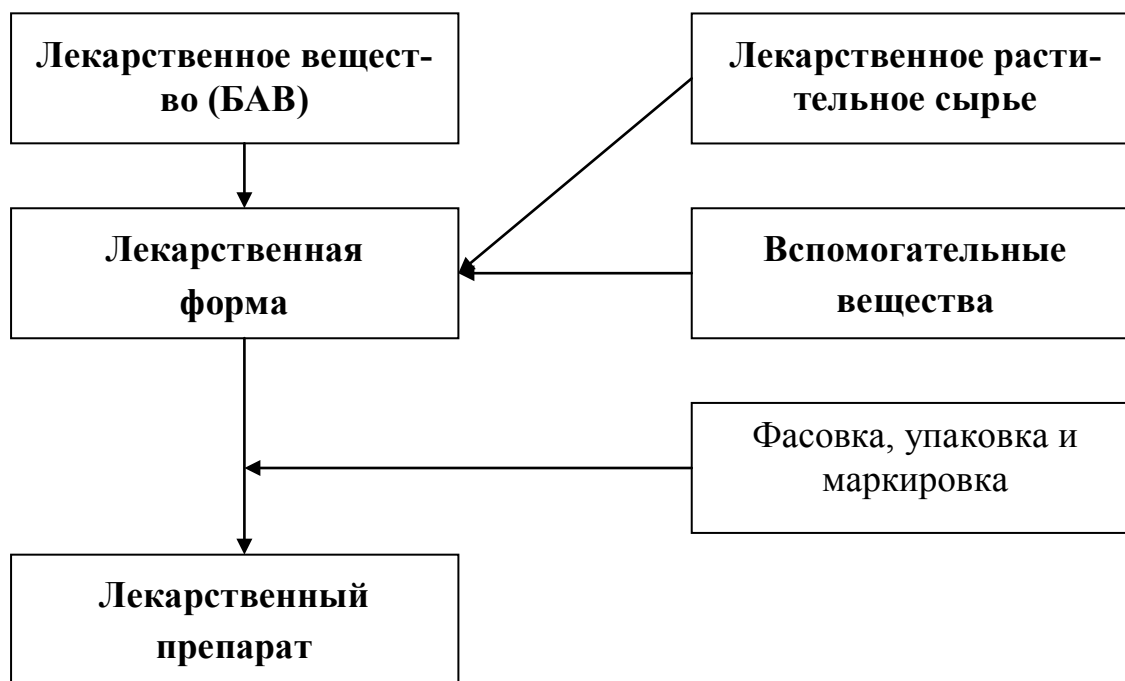 Лекарственное вещест-
во (БАВ)
Лекарственное расти-
тельное сырье
Лекарственная
форма
Вспомогательные
вещества
Фасовка, упаковка и
маркировка
Лекарственный
препарат